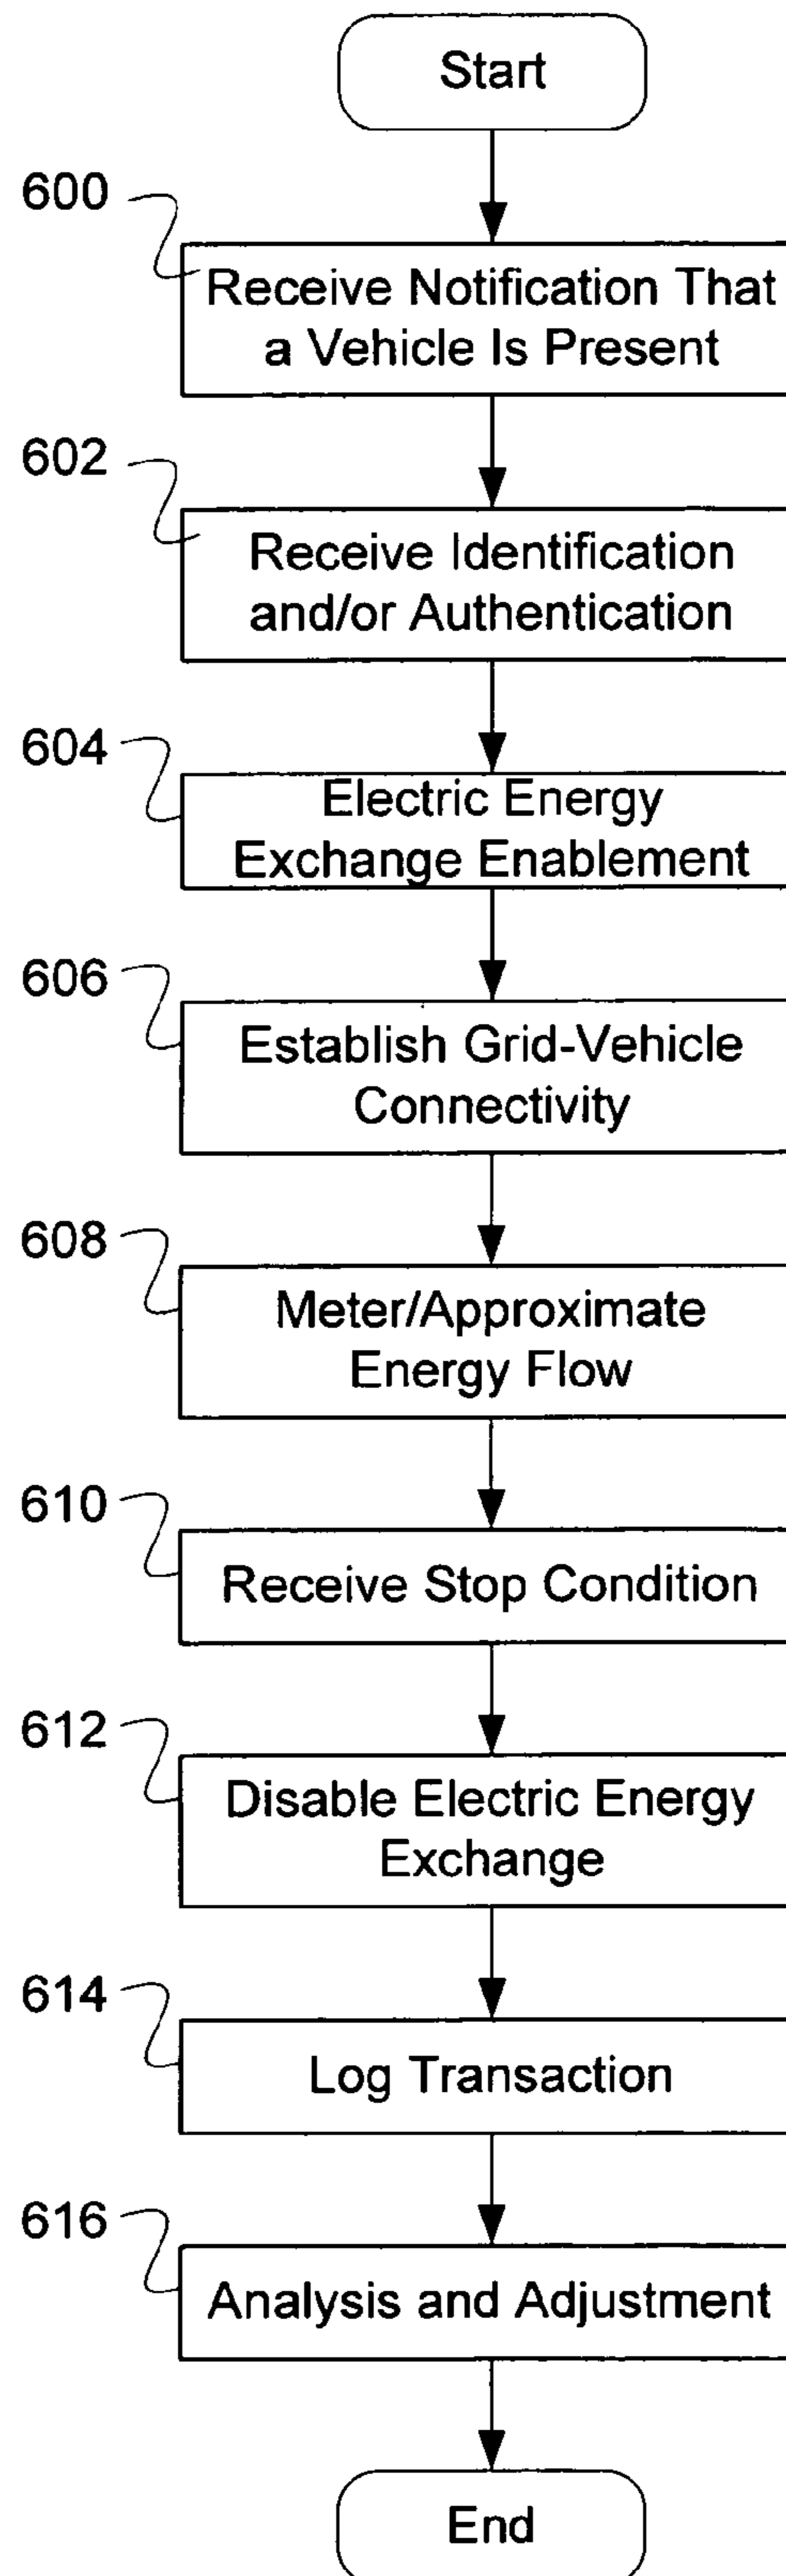 Start
600
Receive Notification That
a Vehicle Is Present
602
Receive Identification
and/or Authentication
604
Electric Energy
Exchange Enablement
606
Establish Grid-Vehicle
Connectivity
608
Meter/Approximate
Energy Flow
610
Receive Stop Condition
612
Disable Electric Energy
Exchange
614
Log Transaction
616
Analysis and Adjustment
End